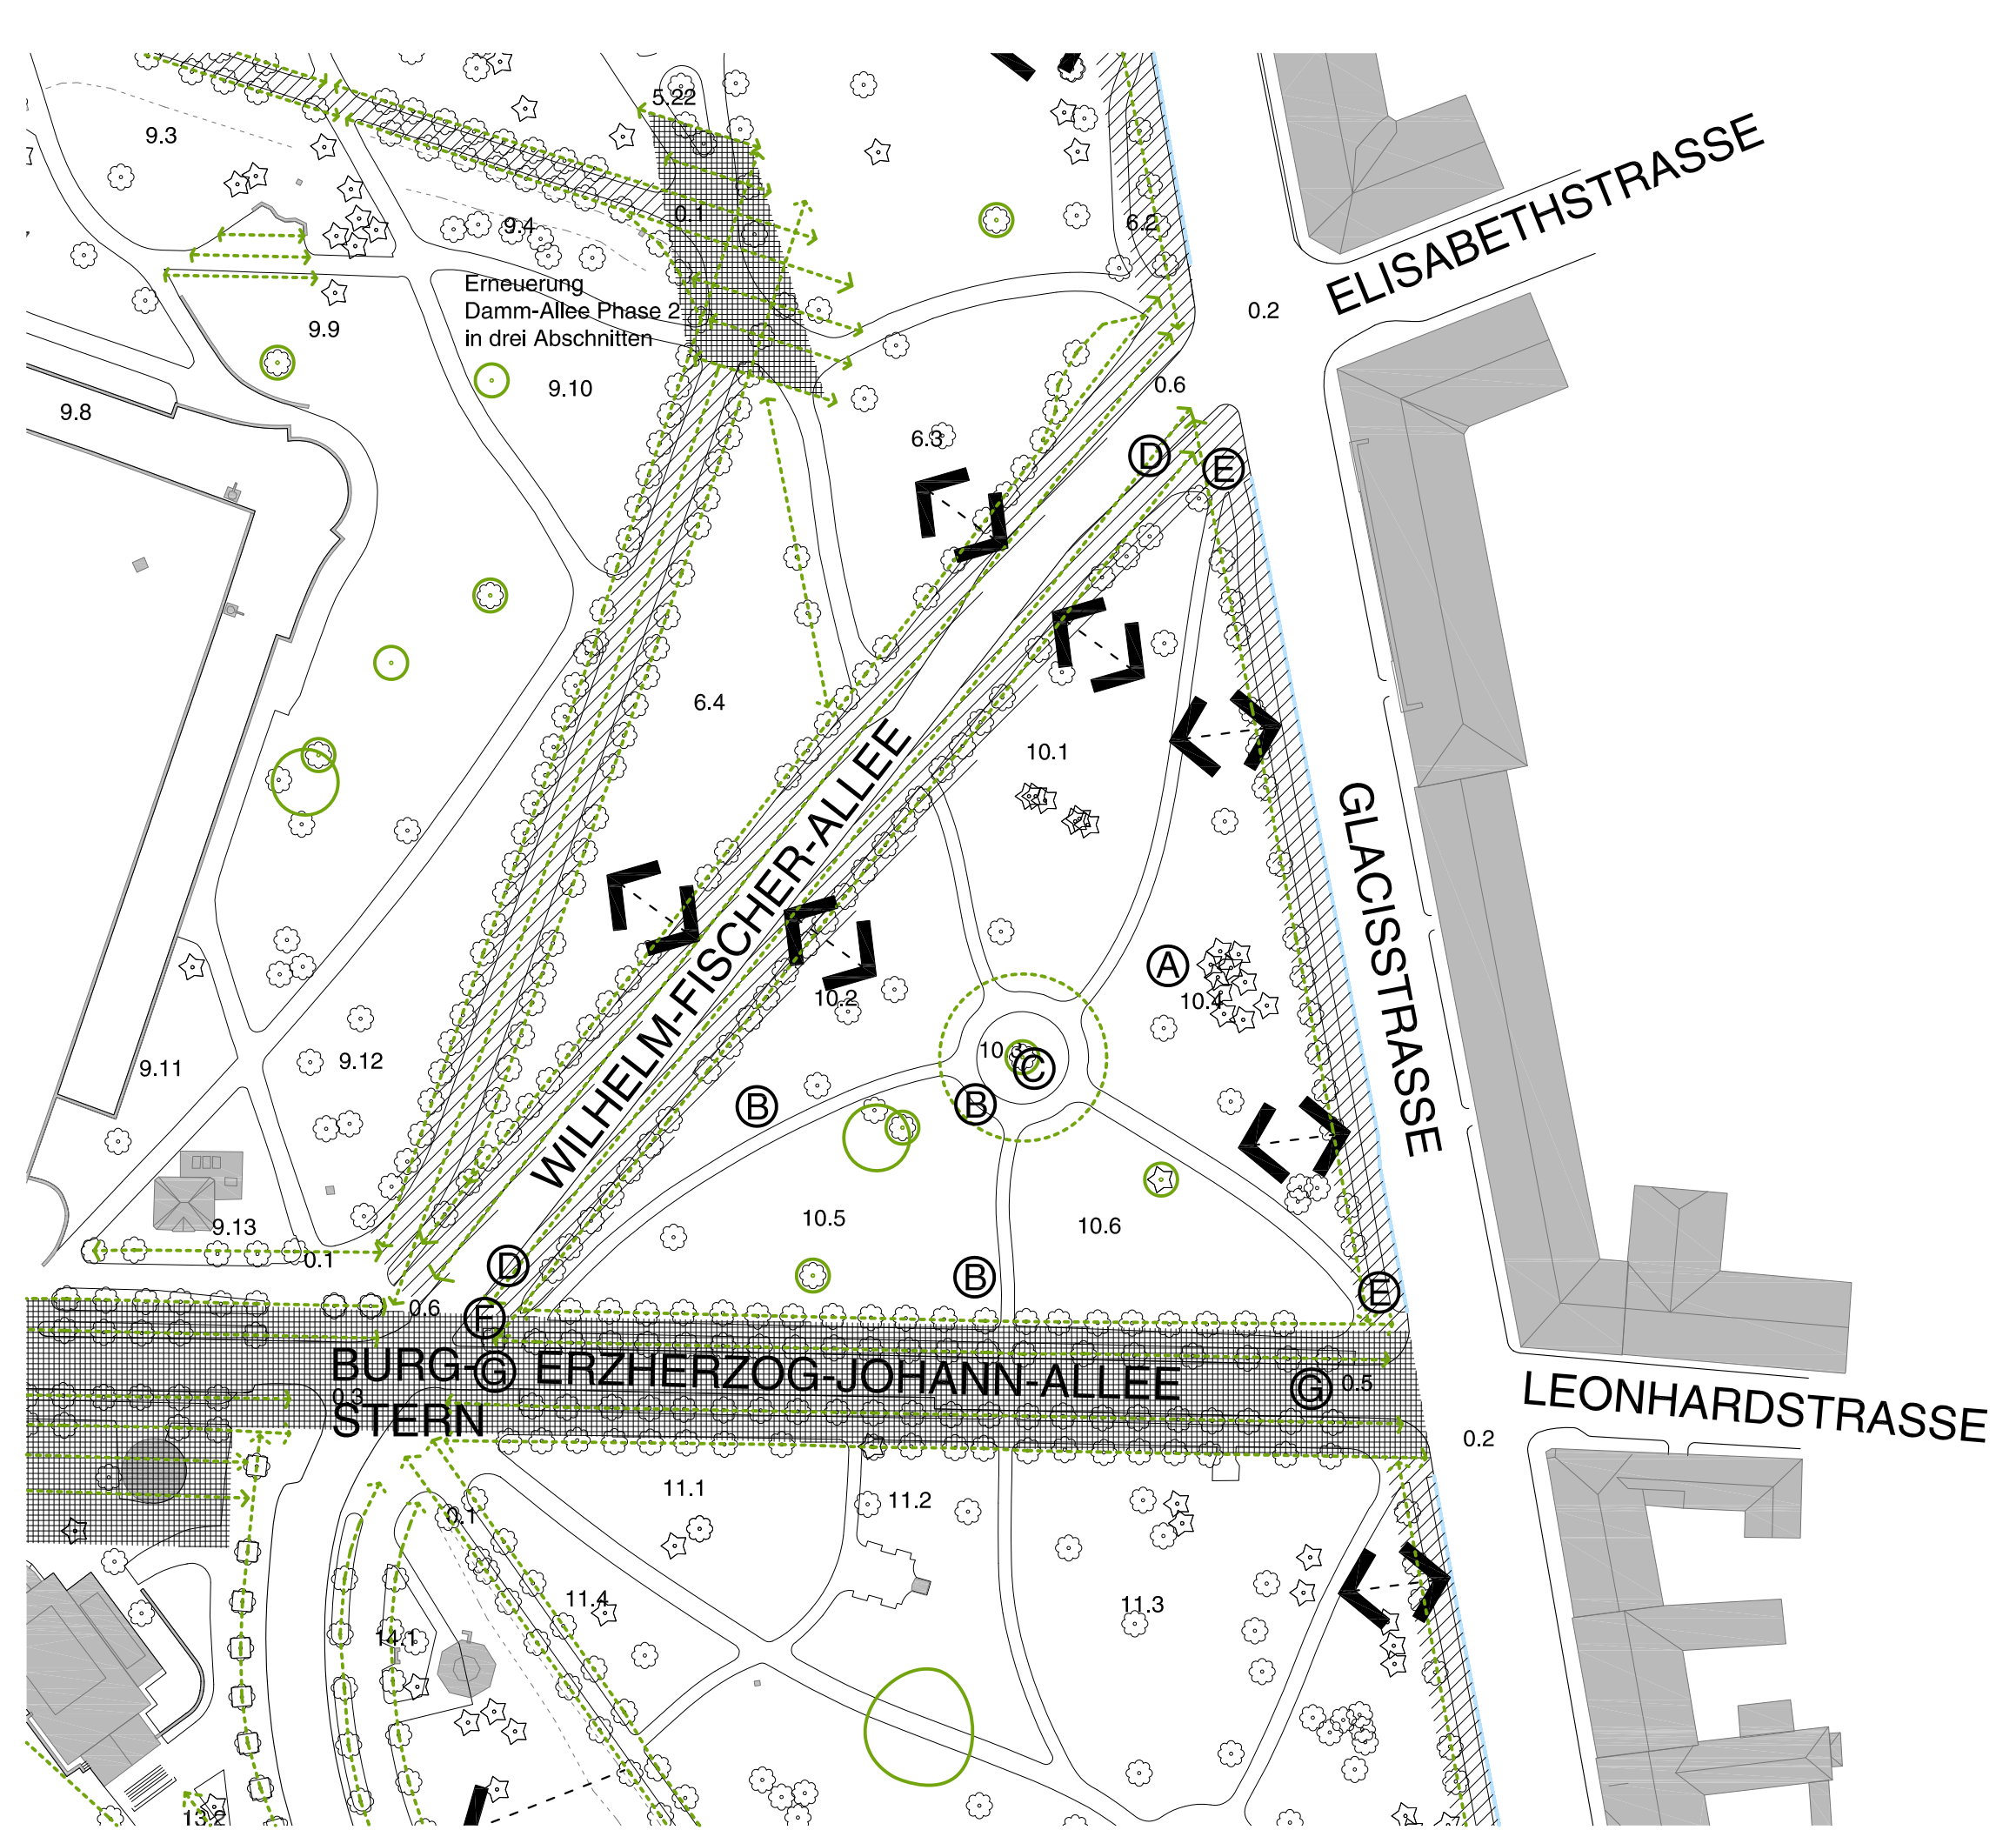 5.22
9.3
ELISABETHSTRASSE
0.1
9.4
6.2
Erneuerung
Damm-Allee Phase 2
in drei Abschnitten
0.2
9.9
9.10
0.6
9.8
6.3
D
E
6.4
10.1
WILHELM-FISCHER-ALLEE
GLACISSTRASSE
A
10.2
10.4
10.3
C
9.11
9.12
B
B
9.13
10.5
10.6
0.1
D
B
E
0.6
F
BURG-
STERN
G
ERZHERZOG-JOHANN-ALLEE
G
0.5
0.3
LEONHARDSTRASSE
0.2
11.1
11.2
0.1
11.4
11.3
14.1
13.2